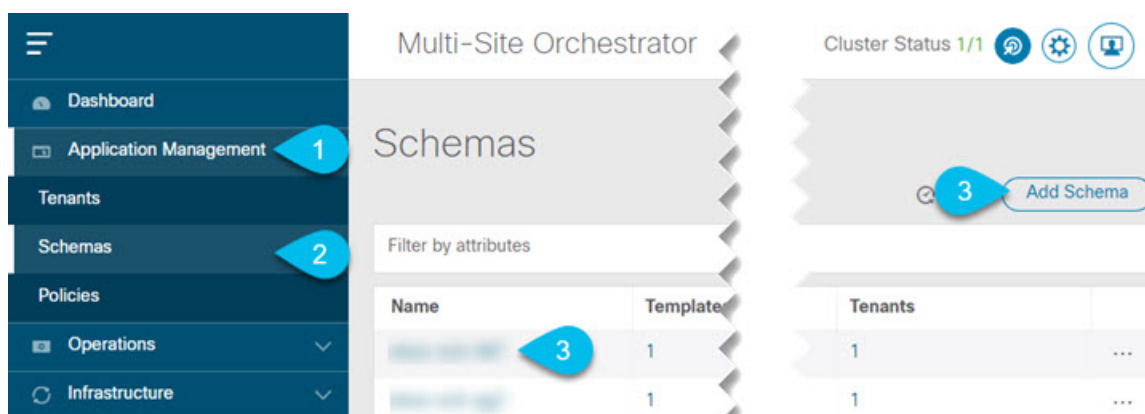 Multi-Site Orchestrator
Cluster Status 1/1
Dashboard
Application Management
1
Schemas
Tenants
3
Add Schema
Schemas
2
Filter by attributes
Policies
Name
Templates
Tenants
Operations
3
1
1
...
Infrastructure
1
1
...